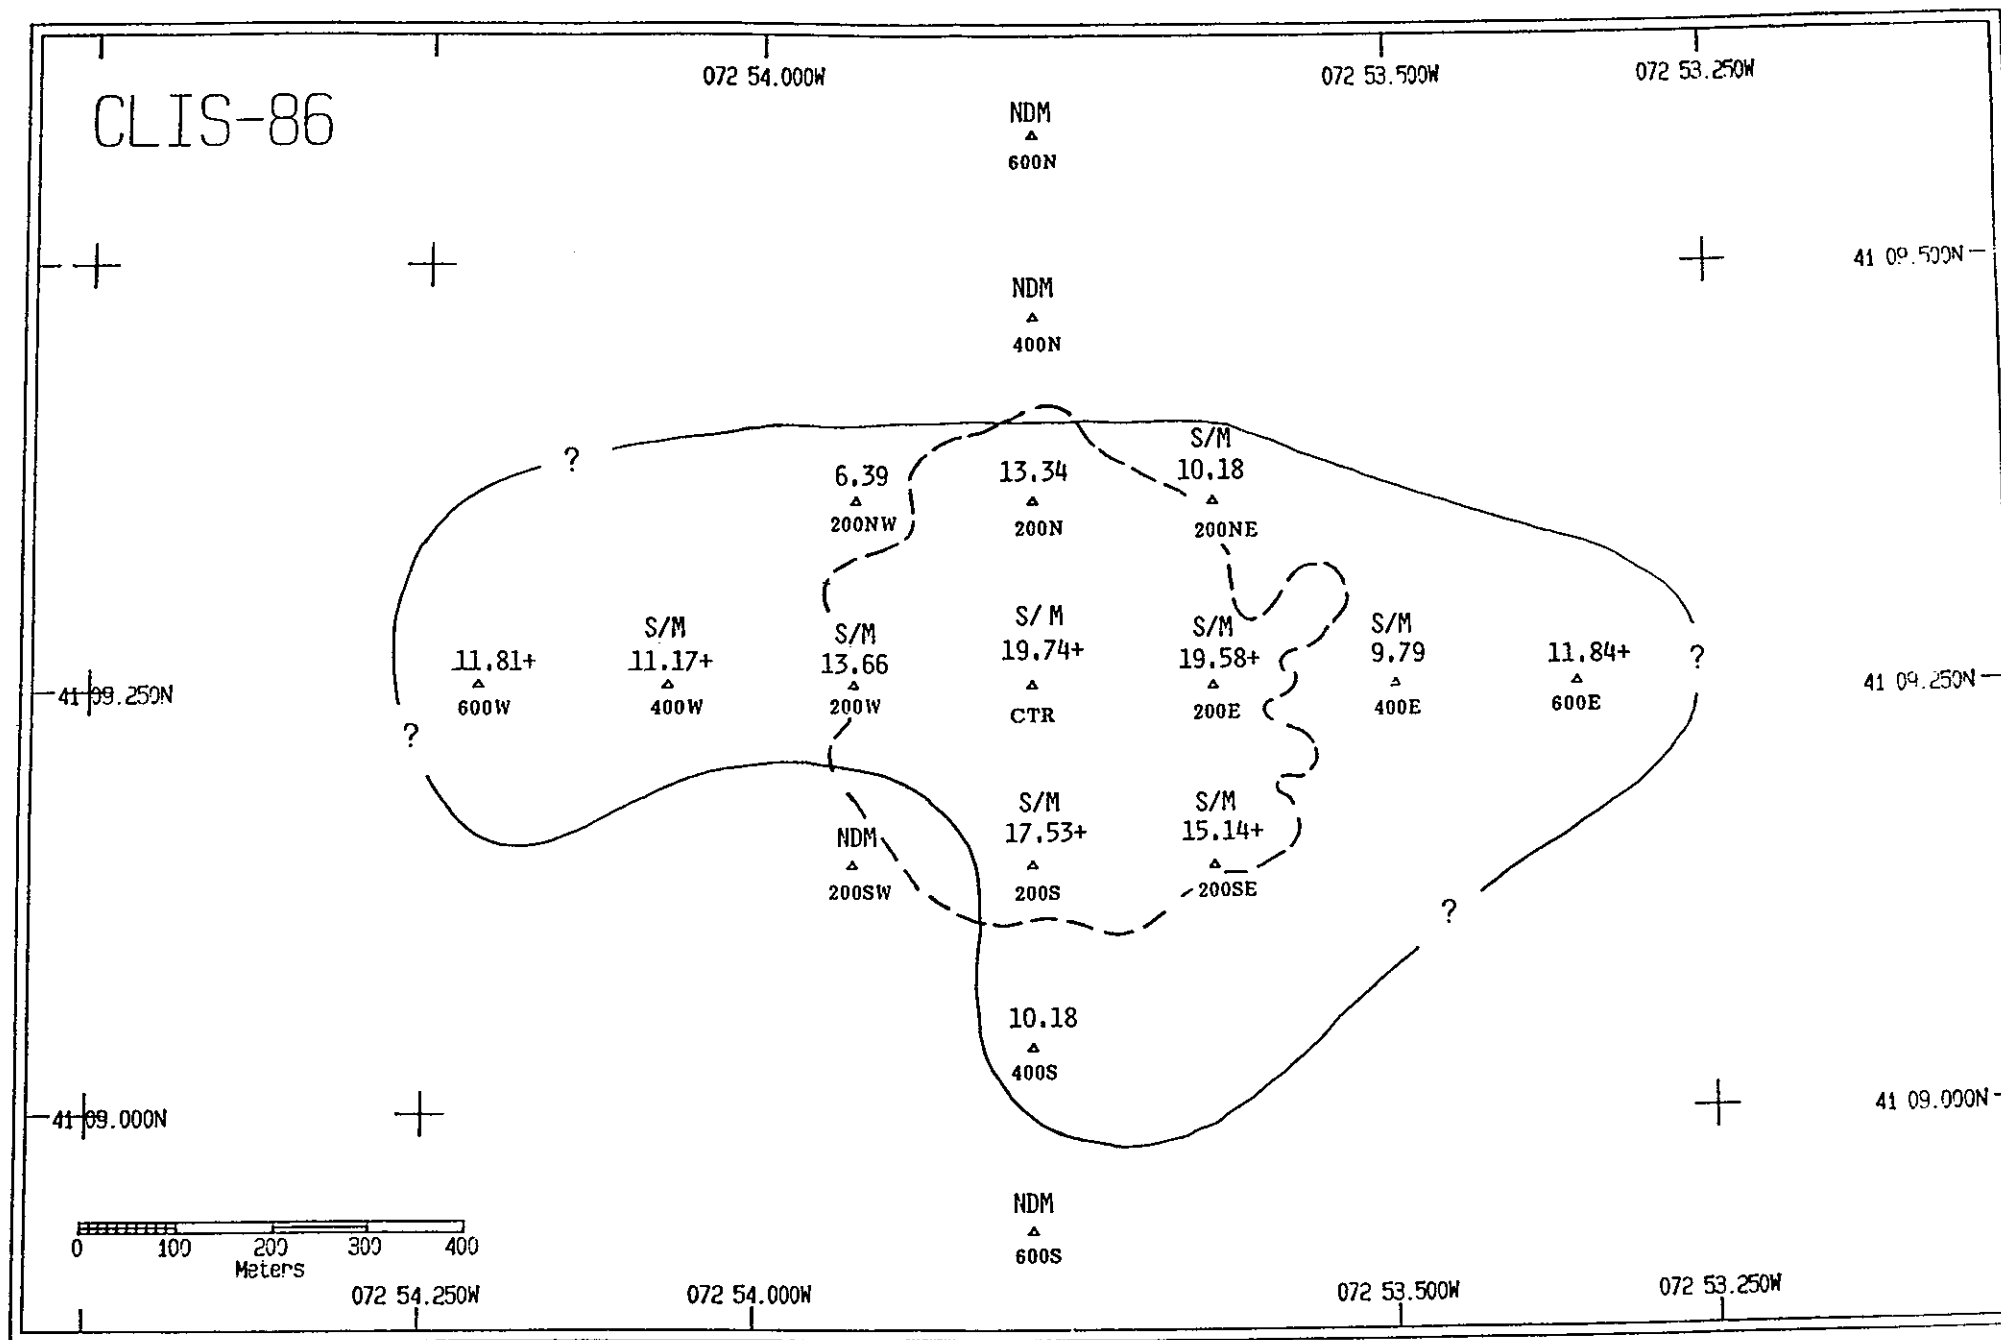 072 54.000W
072 53.500W
072 53.250W
CLIS-86
NDM
600N
41 09.500N
NDM
400N
?
6.39
200NW
13.34
200N
S/M
10.18
200NE
11.81+
600W
S/M
11.17+
400W
S/M
13.66
200W
S/M
19.74+
CTR
S/M
19.58+
200E
S/M
9.79
400E
11.84+
600E
?
41 09.250N
41 09.250N
?
NDM
200SW
S/M
17.53+
200S
S/M
15.14+
200SE
?
10.18
400S
41 09.000N
41 09.000N
NDM
600S
0 100 200 300 400
Meters
072 54.250W
072 54.000W
072 53.500W
072 53.250W